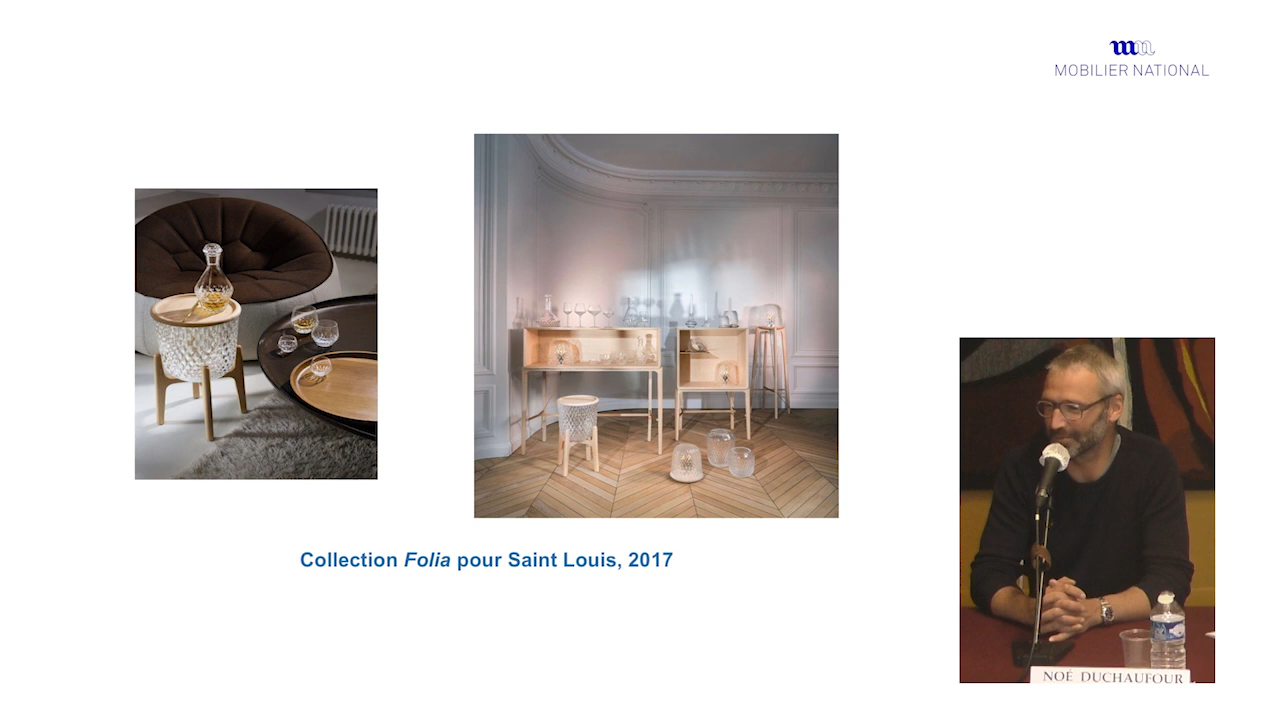 MOBILIER NATIONAL
Collection Folia pour Saint Louis, 2017
NOÉ DUCHAUFOUR